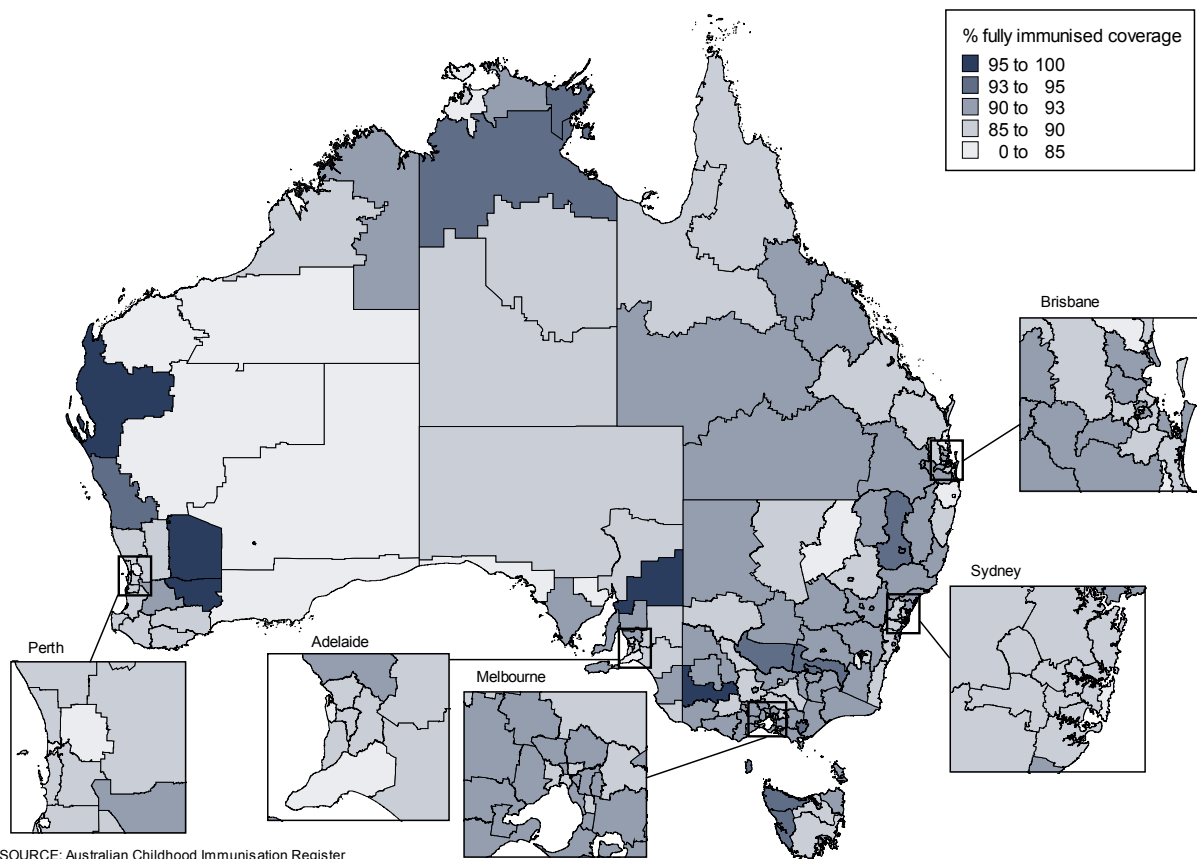 % fully immunised coverage
95 to 100
93 to 95
90 to 93
85 to 90
0 to 85
Brisbane
Sydney
Perth
Adelaide
Melbourne
SOURCE: Australian Childhood Immunisation Register